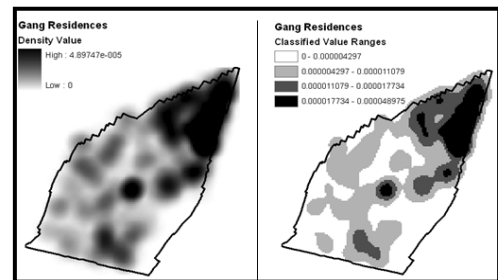 Gang Residences
Density Value
High : 4.89747e-005
Low : 0
Gang Residences
Classified Value Ranges
0 - 0.000004297
0.000004297 - 0.000011079
0.000011079 - 0.000017734
0.000017734 - 0.000048975